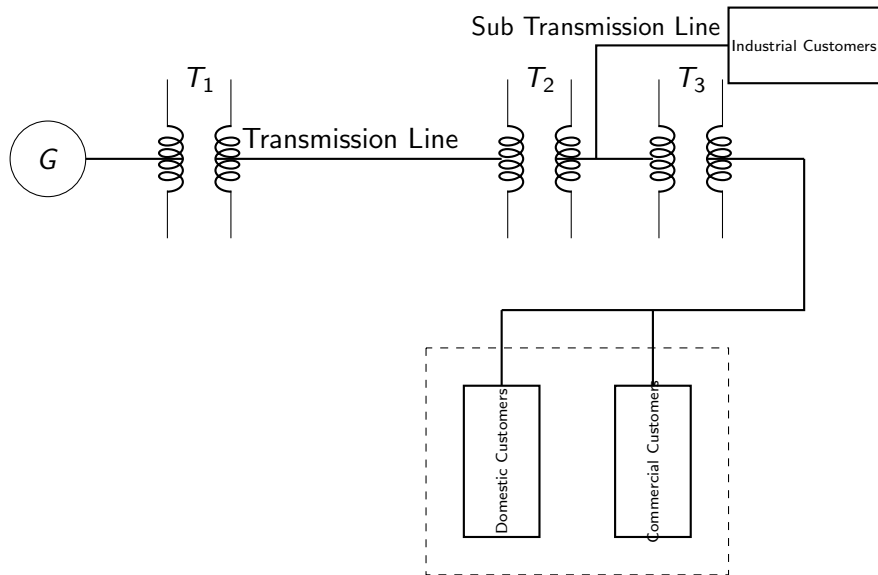 Sub Transmission Line
Industrial Customers
T1
T2
T3
G
Transmission Line
Domestic Customers
Commercial Customers